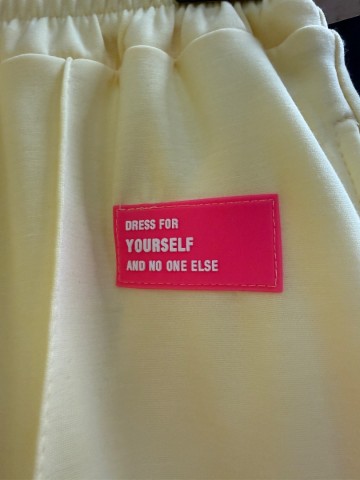 DRESS FOR
YOURSELF
AND NO ONE ELSE